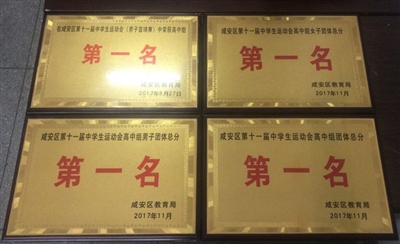 在咸安区第十一届中学生运动会（男子篮球赛）中荣获高中组
第一名
咸安区教育局
2017年9月27日
咸安区第十一届中学生运动会高中组女子团体总分
第一名
咸安区教育局
2017年11月
咸安区第十一届中学生运动会高中组男子团体总分
第一名
咸安区教育局
2017年11月
咸安区第十一届中学生运动会高中组团体总分
第一名
咸安区教育局
2017年11月